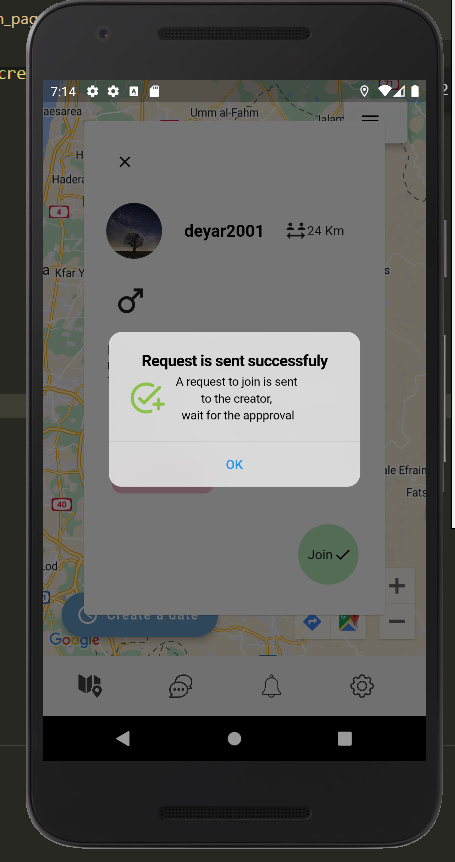 n_pag
cre
7:14
aesarea
Umm al-Fahm
Jalam
Hadera
4
deyar2001
24 Km
Kfar Y
Request is sent successfuly
A request to join is sent
to the creator,
wait for the appproval
OK
ale Efrain
Fats
40
Lod
Join
Create a date
Google